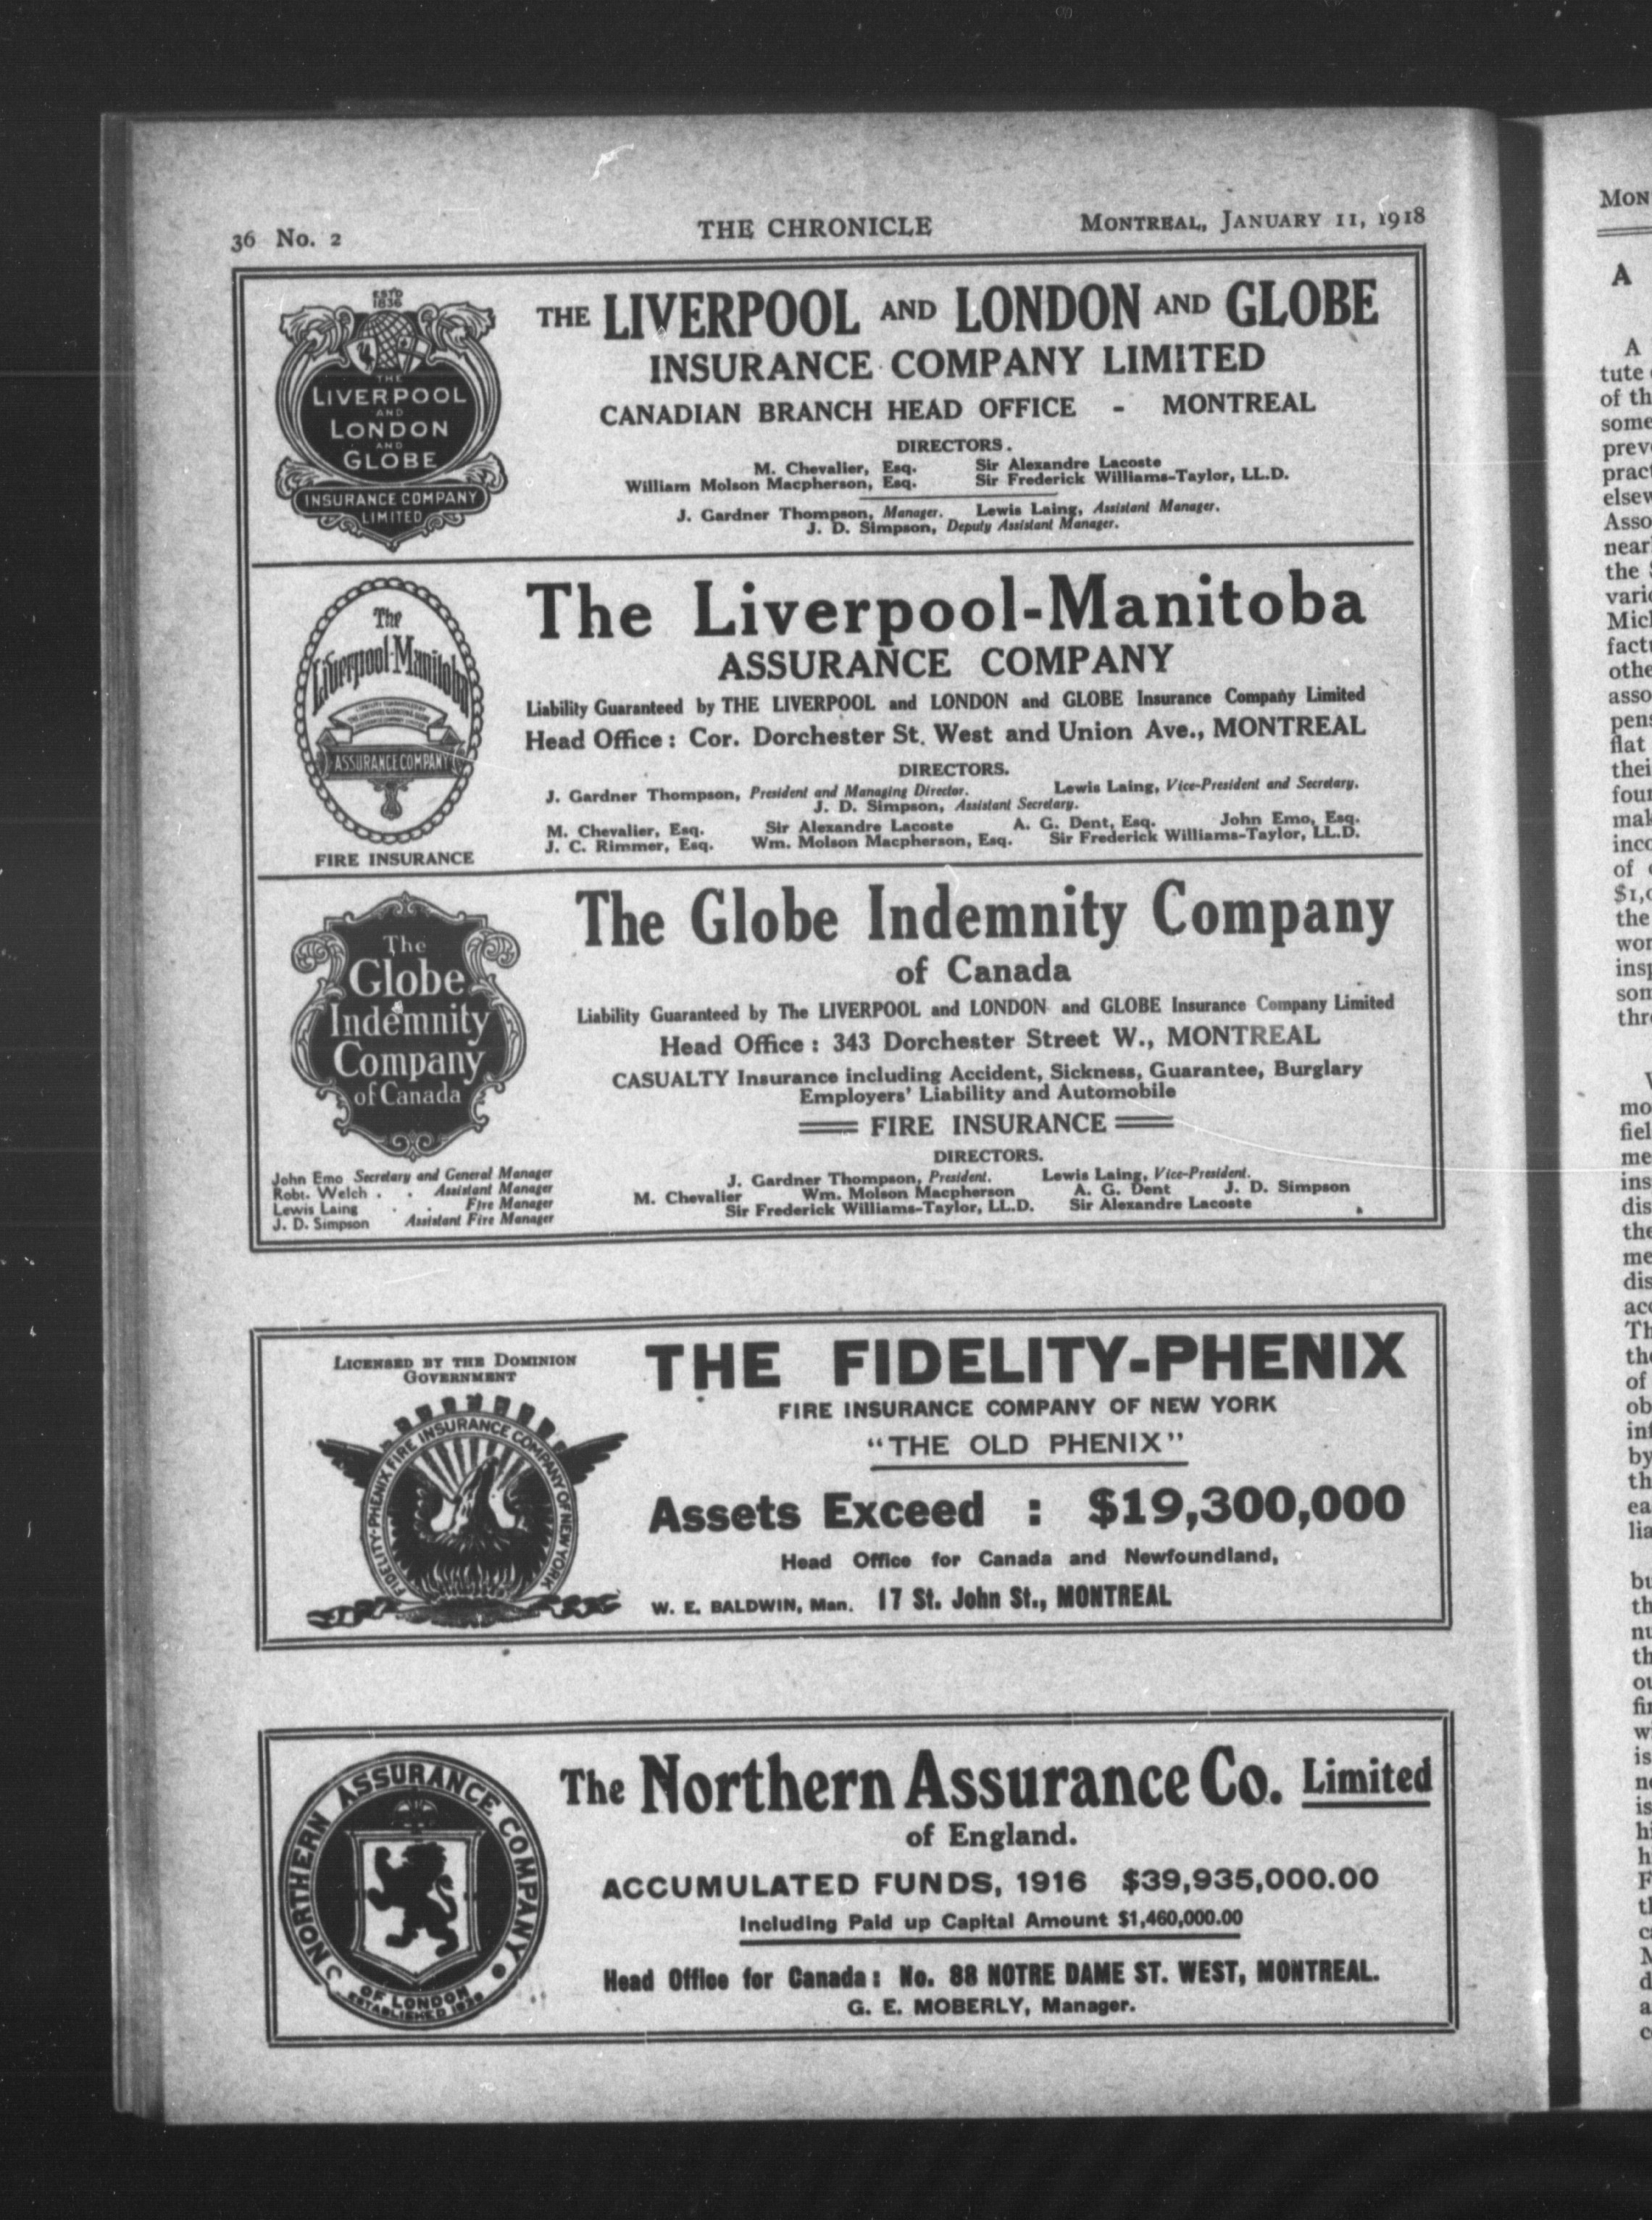 36 No. 2 THE CHRONICLE MONTREAL, JANUARY 11, 1918
ESTD 1836
THE
LIVERPOOL
AND
LONDON
AND
GLOBE
INSURANCE COMPANY
LIMITED
THE LIVERPOOL AND LONDON AND GLOBE
INSURANCE COMPANY LIMITED
CANADIAN BRANCH HEAD OFFICE - MONTREAL
DIRECTORS.
M. Chevalier, Esq. Sir Alexandre Lacoste
William Molson Macpherson, Esq. Sir Frederick Williams-Taylor, LL.D.
J. Gardner Thompson, Manager. Lewis Laing, Assistant Manager.
J. D. Simpson, Deputy Assistant Manager.
The
Liverpool-Manitoba
ASSURANCE COMPANY
FIRE INSURANCE
The Liverpool-Manitoba
ASSURANCE COMPANY
Liability Guaranteed by THE LIVERPOOL and LONDON and GLOBE Insurance Company Limited
Head Office: Cor. Dorchester St. West and Union Ave., MONTREAL
DIRECTORS.
J. Gardner Thompson, President and Managing Director. Lewis Laing, Vice-President and Secretary.
J. D. Simpson, Assistant Secretary.
M. Chevalier, Esq. Sir Alexandre Lacoste A. G. Dent, Esq. John Emo, Esq.
J. C. Rimmer, Esq. Wm. Molson Macpherson, Esq. Sir Frederick Williams-Taylor, LL.D.
The
Globe
Indemnity
Company
of Canada
The Globe Indemnity Company
of Canada
Liability Guaranteed by The LIVERPOOL and LONDON and GLOBE Insurance Company Limited
Head Office: 343 Dorchester Street W., MONTREAL
CASUALTY Insurance including Accident, Sickness, Guarantee, Burglary
Employers' Liability and Automobile
FIRE INSURANCE
DIRECTORS.
J. Gardner Thompson, President. Lewis Laing, Vice-President.
M. Chevalier Wm. Molson Macpherson A. G. Dent J. D. Simpson
Sir Frederick Williams-Taylor, LL.D. Sir Alexandre Lacoste
John Emo Secretary and General Manager
Robt. Welch . . Assistant Manager
Lewis Laing . . Fire Manager
J. D. Simpson Assistant Fire Manager
LICENSED BY THE DOMINION
GOVERNMENT
FIDELITY-PHENIX FIRE INSURANCE COMPANY OF NEW YORK
THE FIDELITY-PHENIX
FIRE INSURANCE COMPANY OF NEW YORK
"THE OLD PHENIX"
Assets Exceed : $19,300,000
Head Office for Canada and Newfoundland,
W. E. BALDWIN, Man. 17 St. John St., MONTREAL
NORTHERN ASSURANCE COMPANY
OF LONDON
The Northern Assurance Co. Limited
of England.
ACCUMULATED FUNDS, 1916 $39,935,000.00
Including Paid up Capital Amount $1,460,000.00
Head Office for Canada: No. 88 NOTRE DAME ST. WEST, MONTREAL.
G. E. MOBERLY, Manager.